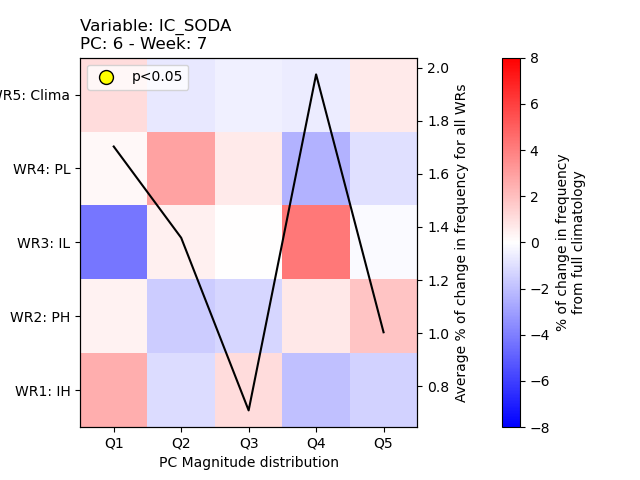 Variable: IC_SODA
PC: 6 - Week: 7
p<0.05
WR5: Clima
WR4: PL
WR3: IL
WR2: PH
WR1: IH
Q1 Q2 Q3 Q4 Q5
PC Magnitude distribution
2.0
1.8
1.6
1.4
1.2
1.0
0.8
Average % of change in frequency for all WRs
8
6
4
2
0
−2
−4
−6
−8
% of change in frequency
from full climatology